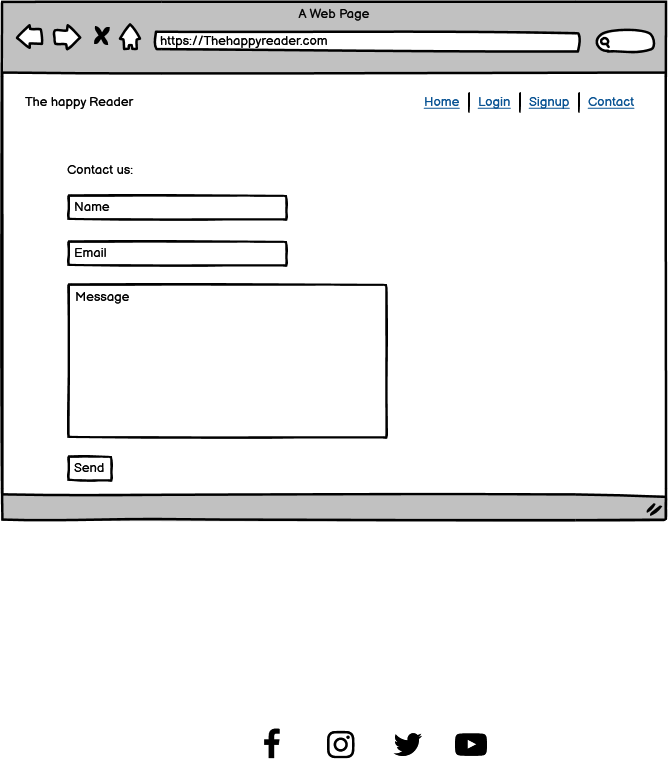 A Web Page
https://Thehappyreader.com
The happy Reader
Home Login Signup Contact
Contact us:
Name
Email
Message
Send